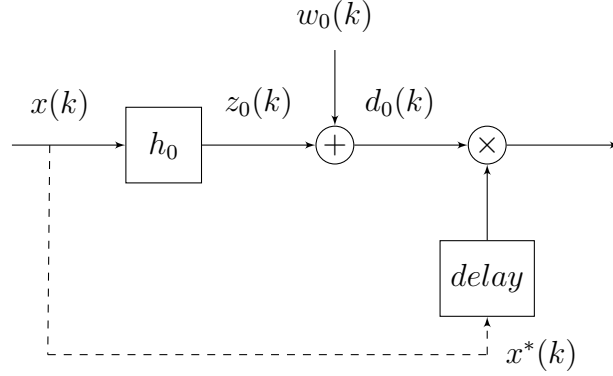 w₀(k)
x(k)
h₀
z₀(k)
+
d₀(k)
×
delay
x*(k)